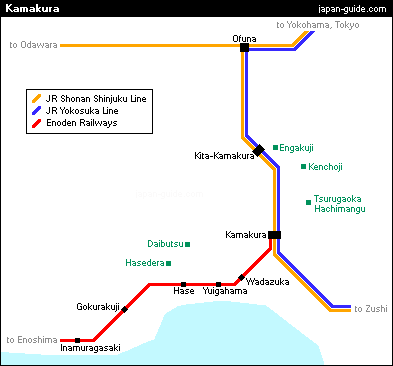 Kamakura
japan-guide.com
to Yokohama, Tokyo
Ofuna
to Odawara
JR Shonan Shinjuku Line
JR Yokosuka Line
Enoden Railways
Engakuji
Kita-Kamakura
Kenchoji
Tsurugaoka
Hachimangu
Kamakura
Daibutsu
Hasedera
Wadazuka
Hase
Yuigahama
Gokurakuji
to Zushi
to Enoshima
Inamuragasaki